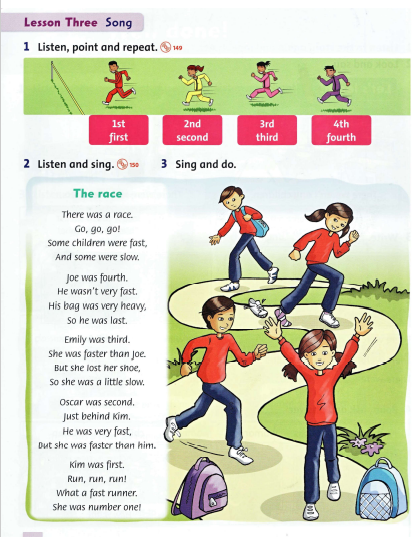 Lesson Three Song
1 Listen, point and repeat. 149
1st
first
2nd
second
3rd
third
4th
fourth
2 Listen and sing. 150
3 Sing and do.
The race
There was a race.
Go, go, go!
Some children were fast,
And some were slow.
Joe was fourth.
He wasn't very fast.
His bag was very heavy,
So he was last.
Emily was third.
She was faster than Joe.
But she lost her shoe,
So she was a little slow.
Oscar was second.
Just behind Kim.
He was very fast,
But she was faster than him.
Kim was first.
Run, run, run!
What a fast runner.
She was number one!